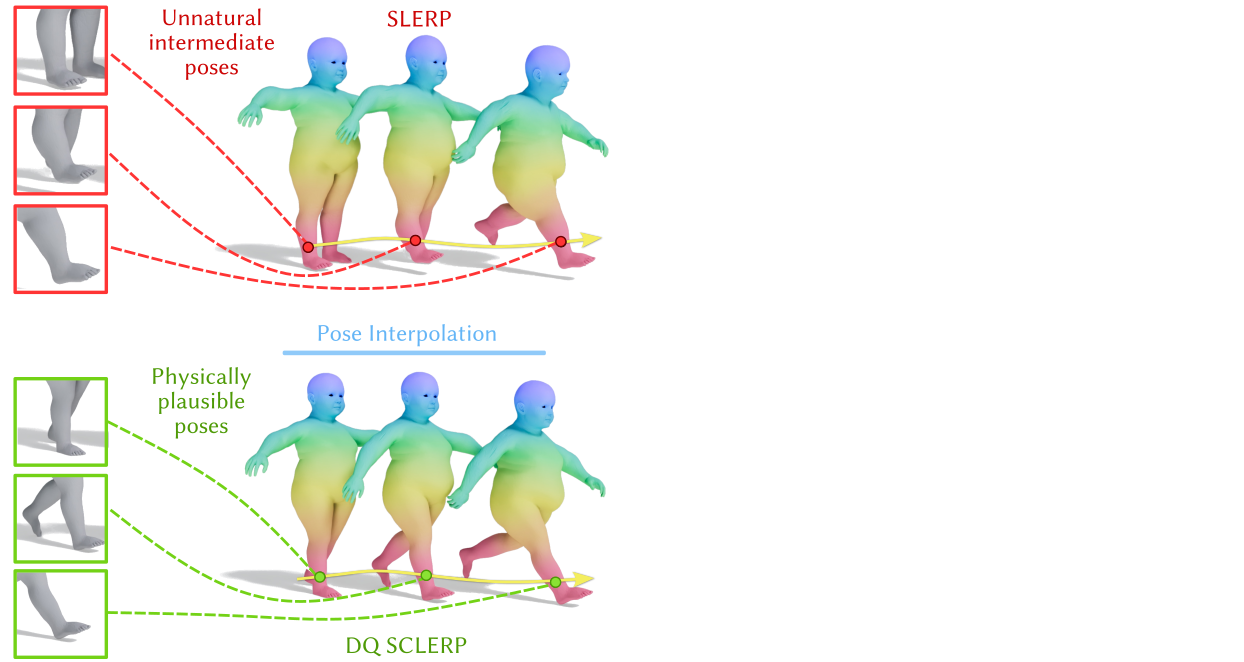 Unnatural
intermediate
poses
SLERP
Pose Interpolation
Physically
plausible
poses
DQ SCLERP